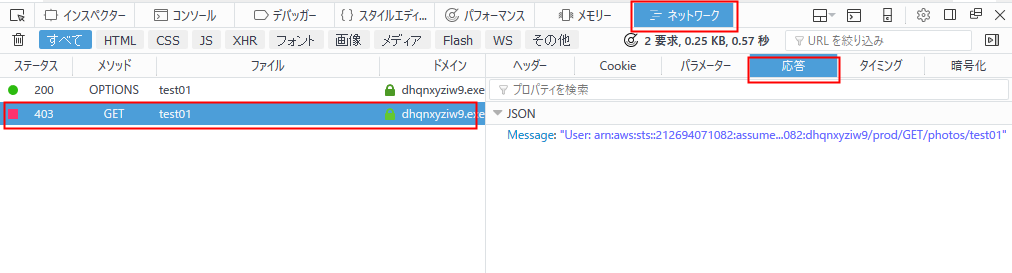 インスペクター コンソール デバッガー スタイルエディ... パフォーマンス メモリー ネットワーク
すべて HTML CSS JS XHR フォント 画像 メディア Flash WS その他 2 要求, 0.25 KB, 0.57 秒 URL を絞り込み
ステータス メソッド ファイル ドメイン ヘッダー Cookie パラメーター 応答 タイミング 暗号化
200 OPTIONS test01 dhqnxyziw9.exe プロパティを検索
403 GET test01 dhqnxyziw9.exe JSON
Message: "User: arn:aws:sts::212694071082:assume...082:dhqnxyziw9/prod/GET/photos/test01"